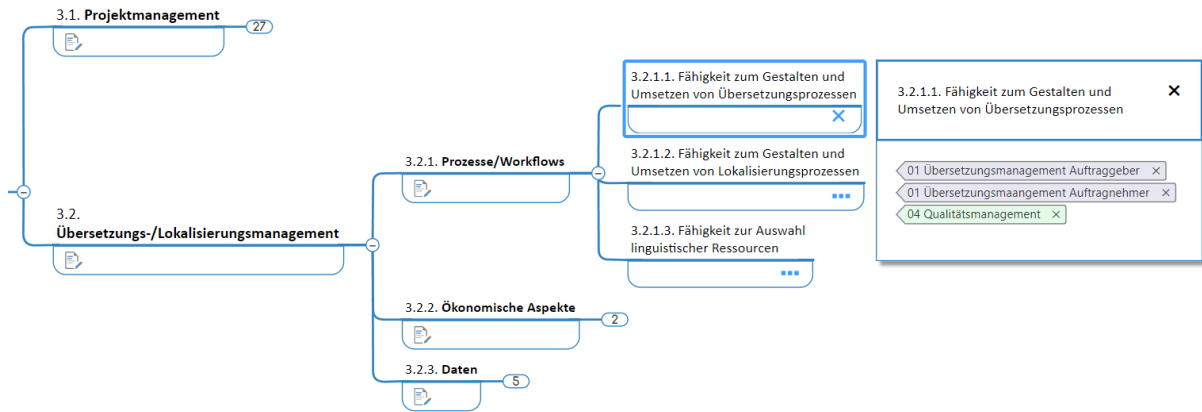 3.1. Projektmanagement
27
3.2.
Übersetzungs-/Lokalisierungsmanagement
3.2.1. Prozesse/Workflows
3.2.1.1. Fähigkeit zum Gestalten und
Umsetzen von Übersetzungsprozessen
3.2.1.2. Fähigkeit zum Gestalten und
Umsetzen von Lokalisierungsprozessen
3.2.1.3. Fähigkeit zur Auswahl
linguistischer Ressourcen
3.2.2. Ökonomische Aspekte
2
3.2.3. Daten
5
3.2.1.1. Fähigkeit zum Gestalten und
Umsetzen von Übersetzungsprozessen
01 Übersetzungsmanagement Auftraggeber
01 Übersetzungsmaangement Auftragnehmer
04 Qualitätsmanagement